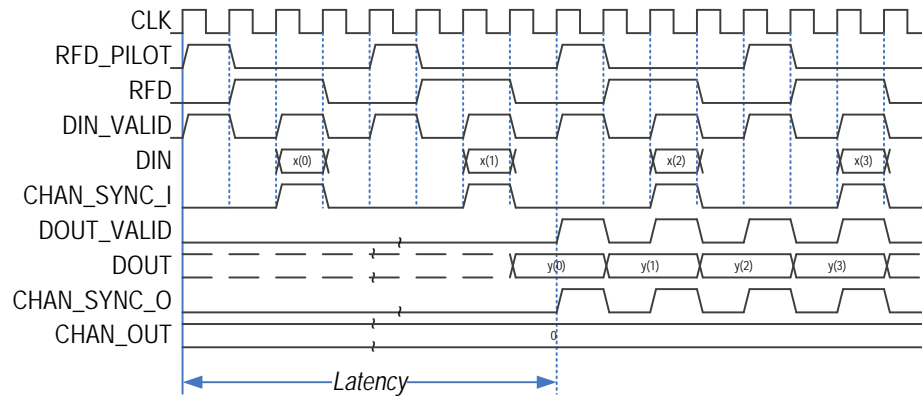 CLK
RFD_PILOT
RFD
DIN_VALID
DIN x(0) x(1) x(2) x(3)
CHAN_SYNC_I
DOUT_VALID
DOUT y(0) y(1) y(2) y(3)
CHAN_SYNC_O
CHAN_OUT 0
Latency